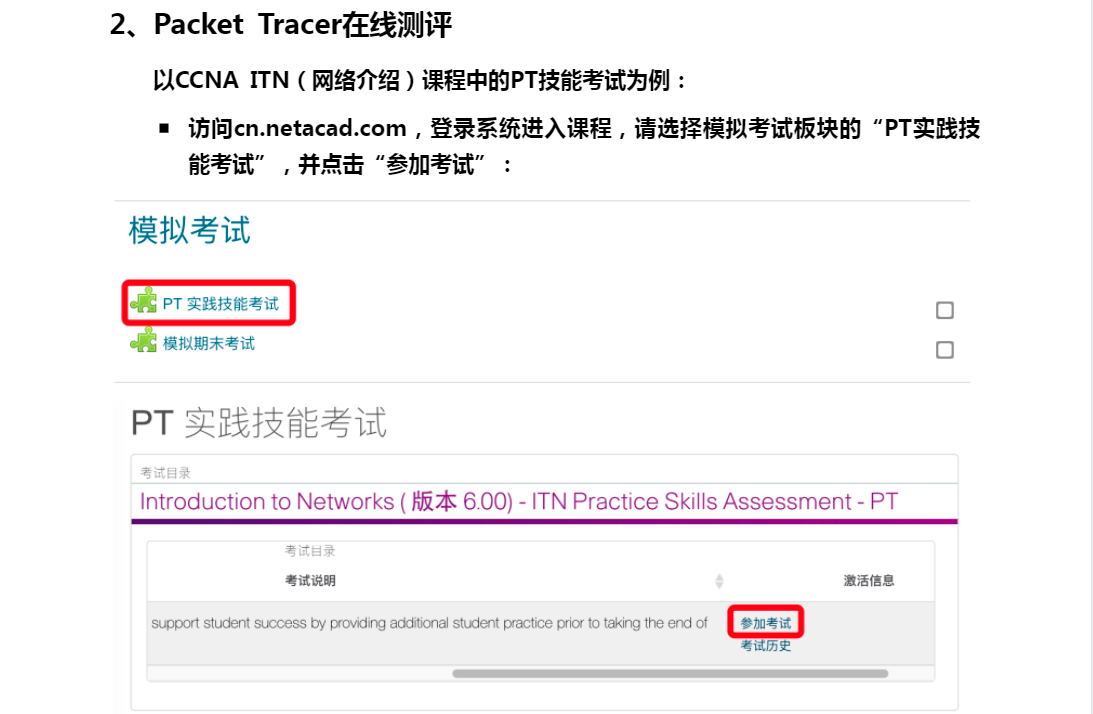 2、Packet Tracer在线测评
以CCNA ITN（网络介绍）课程中的PT技能考试为例：
▪ 访问cn.netacad.com，登录系统进入课程，请选择模拟考试板块的“PT实践技
能考试”，并点击“参加考试”：
模拟考试
PT 实践技能考试
模拟期末考试
PT 实践技能考试
考试目录
Introduction to Networks ( 版本 6.00) - ITN Practice Skills Assessment - PT
考试目录
考试说明 激活信息
support student success by providing additional student practice prior to taking the end of 参加考试
考试历史